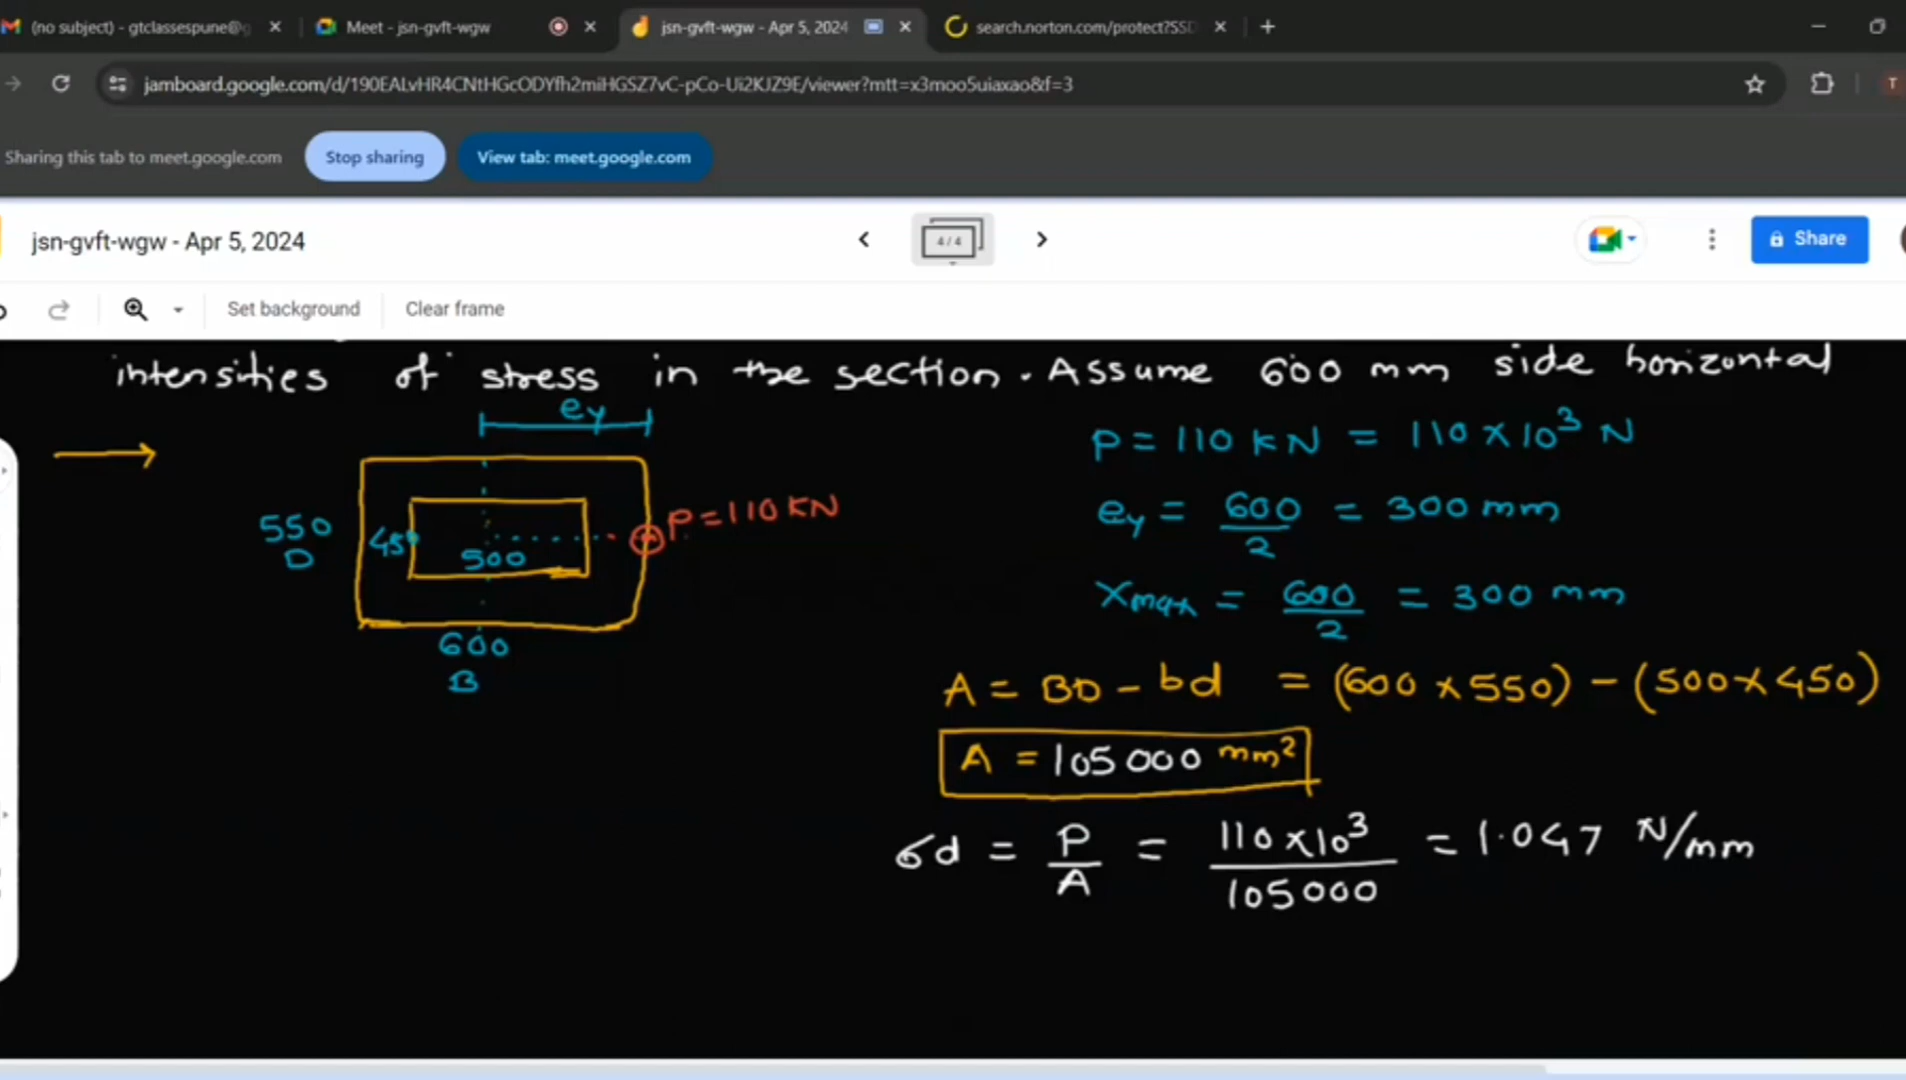 (no subject) - gtclassespune@g
Meet - jsn-gvft-wgw
jsn-gvft-wgw - Apr 5, 2024
search.norton.com/protect?SSD
jamboard.google.com/d/190EALvHR4CNtHGcODYfh2miHGSZ7vC-pCo-Ui2KJZ9E/viewer?mtt=x3moo5uiaxao&f=3
T
Sharing this tab to meet.google.com
Stop sharing
View tab: meet.google.com
jsn-gvft-wgw - Apr 5, 2024
4/4
Share
Set background
Clear frame
intensities of stress in the section. Assume 600 mm side horizontal
ey
550
D
450
500
P=110 KN
600
B
P = 110 KN = 110 × 10³ N
ey = 600/2 = 300 mm
Xmax = 600/2 = 300 mm
A = BD - bd = (600 × 550) - (500 × 450)
A = 105000 mm²
σd = P/A = 110 × 10³/105000 = 1.047 N/mm